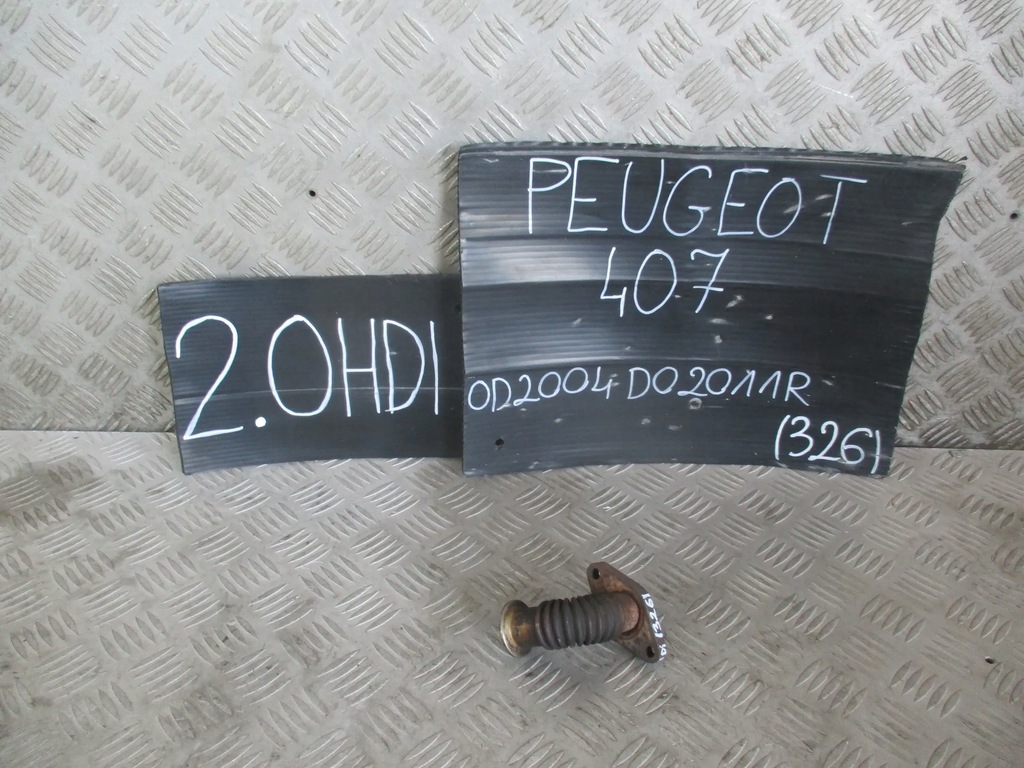 PEUGEOT
407
2.0HDI
OD2004 DO2011R
(326)